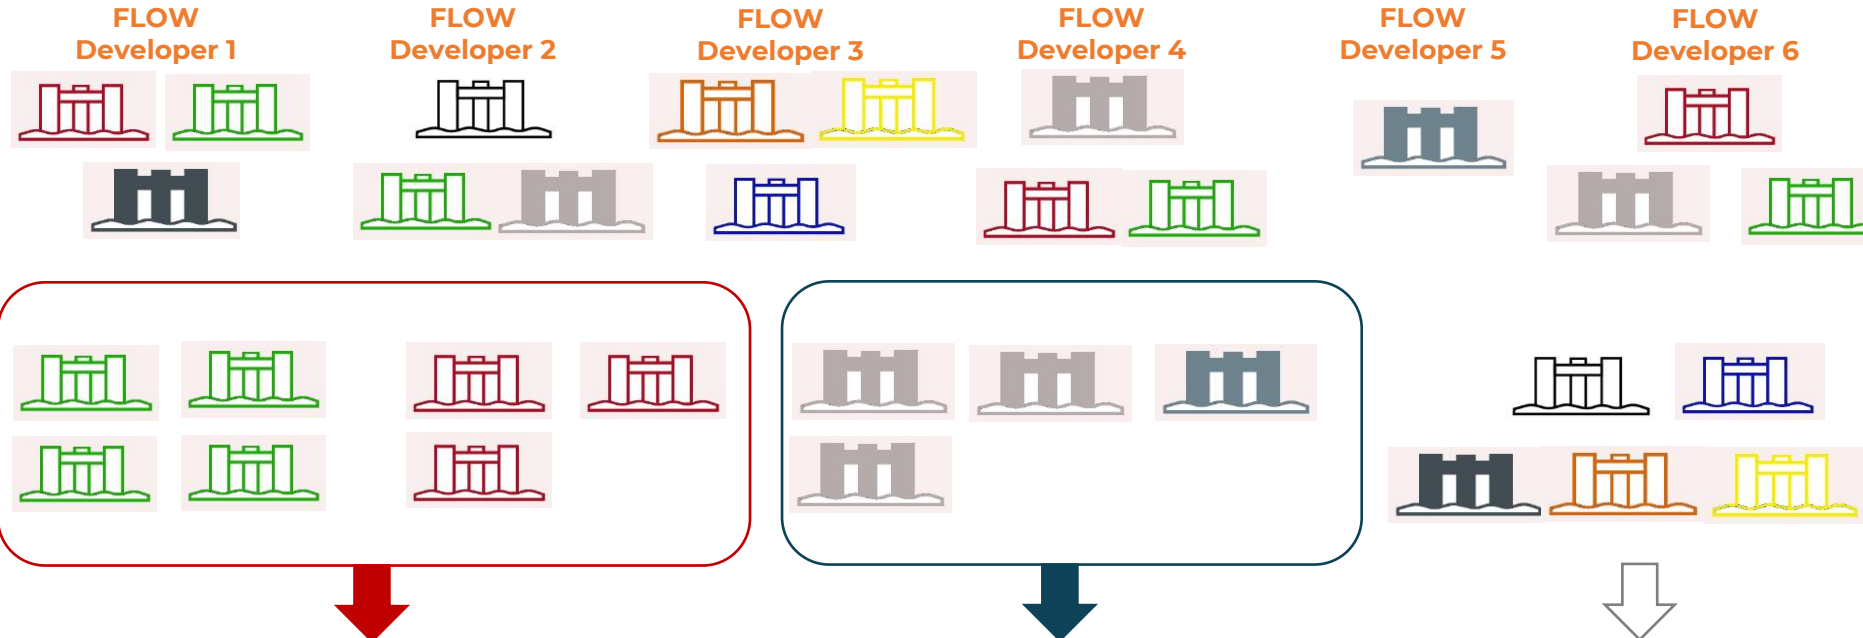 FLOW
Developer 1
FLOW
Developer 2
FLOW
Developer 3
FLOW
Developer 4
FLOW
Developer 5
FLOW
Developer 6